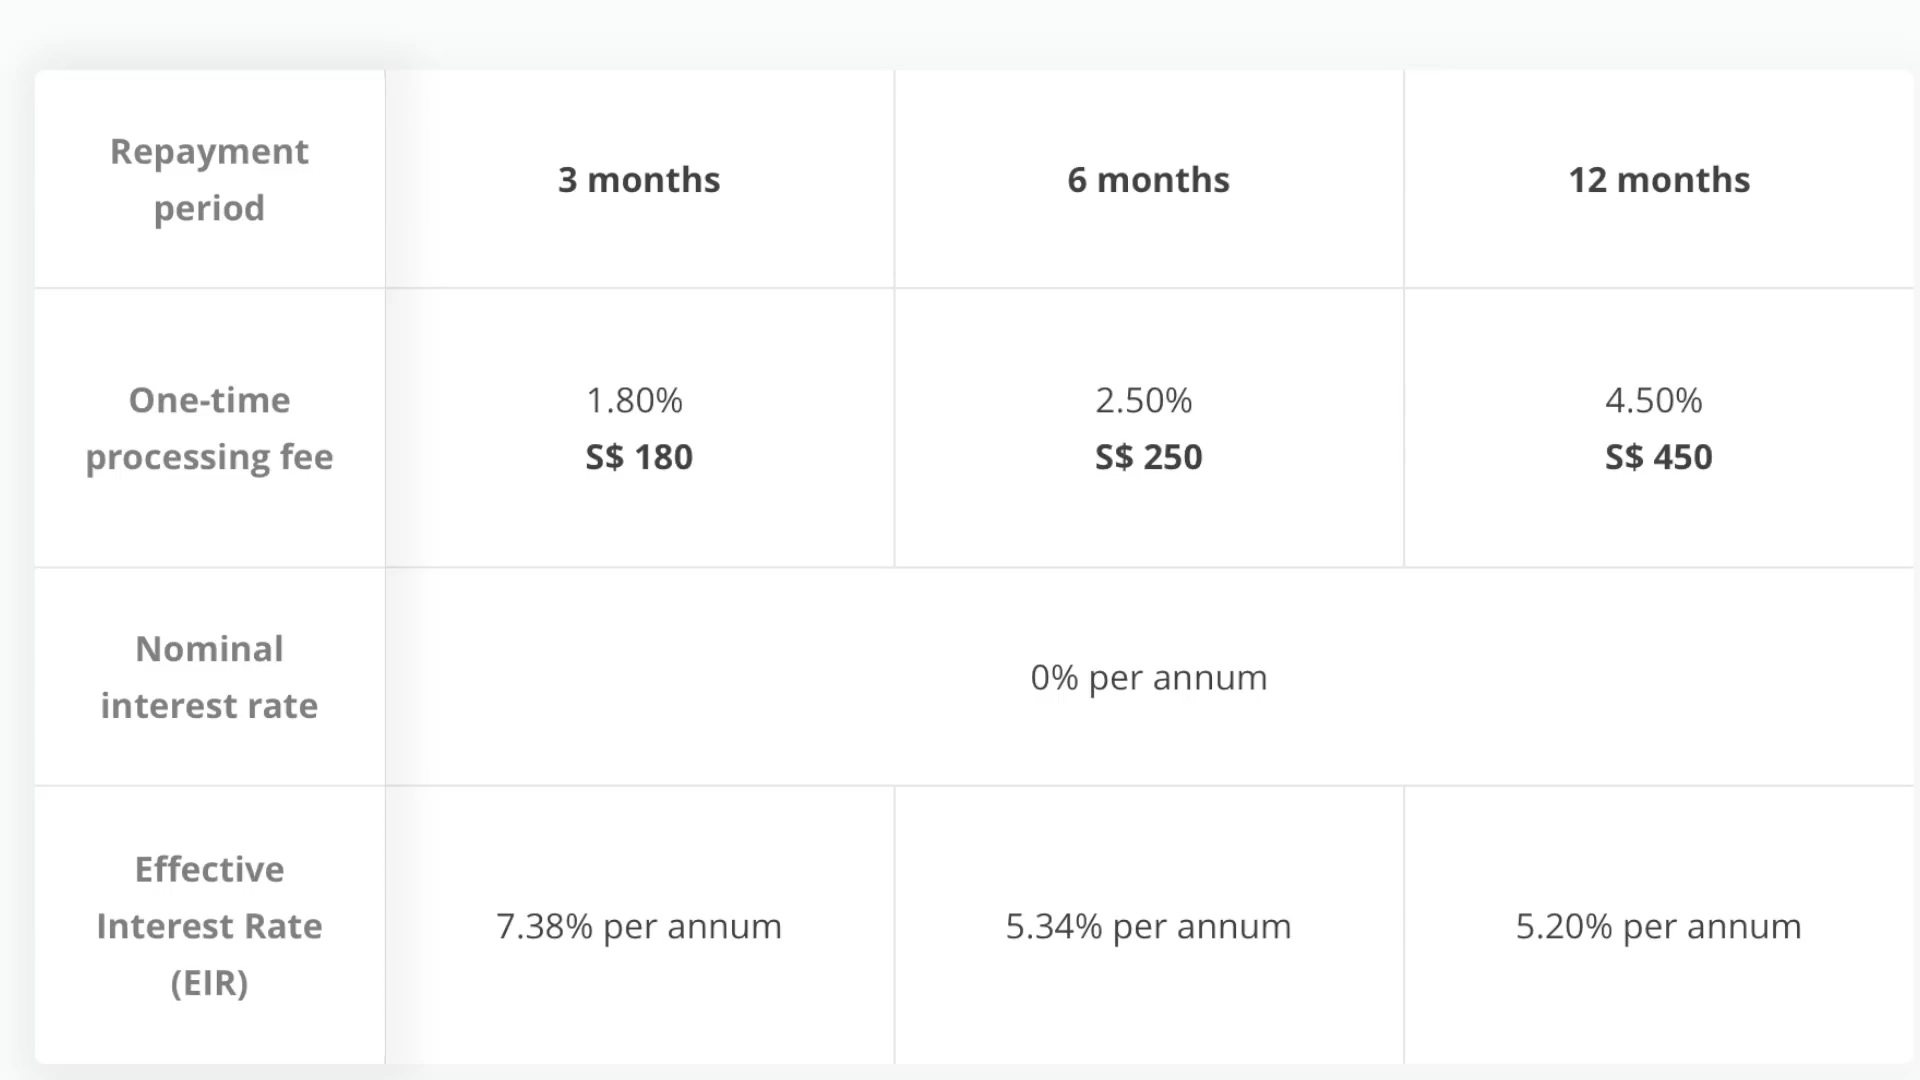 Repayment
period
3 months
6 months
12 months
One-time
processing fee
1.80%
S$ 180
2.50%
S$ 250
4.50%
S$ 450
Nominal
interest rate
0% per annum
Effective
Interest Rate
(EIR)
7.38% per annum
5.34% per annum
5.20% per annum